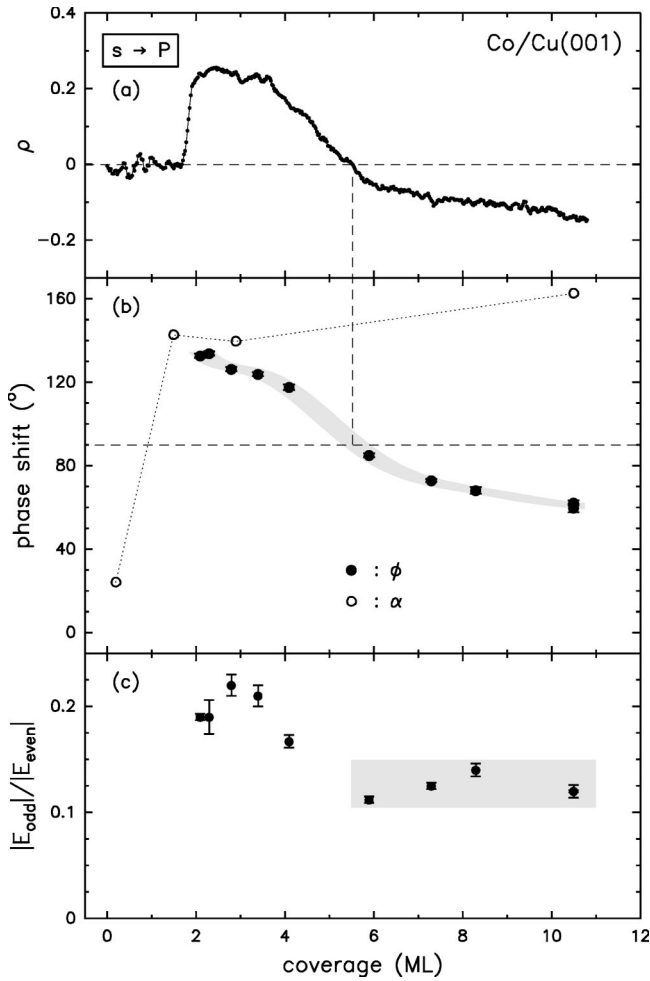 s → P
Co/Cu(001)
(a)
0.4
0.2
0
−0.2
ρ
(b)
160
120
80
40
0
phase shift (°)
● : ϕ
○ : α
(c)
0.2
0.1
0
|E_odd|/|E_even|
0 2 4 6 8 10 12
coverage (ML)